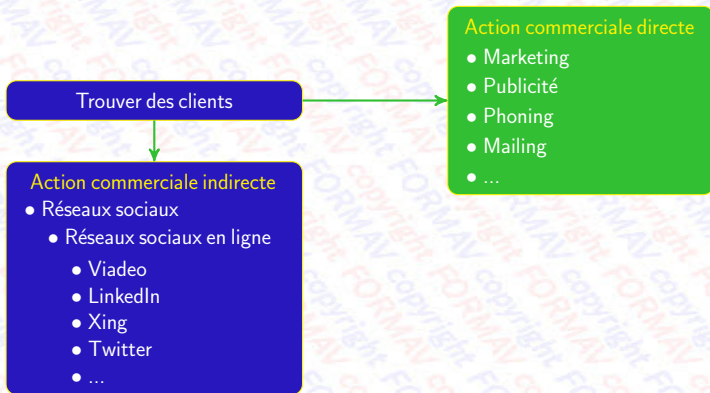 Action commerciale directe
• Marketing
• Publicité
• Phoning
• Mailing
• ...
Trouver des clients
Action commerciale indirecte
• Réseaux sociaux
• Réseaux sociaux en ligne
• Viadeo
• LinkedIn
• Xing
• Twitter
• ...
copyright FORMAV